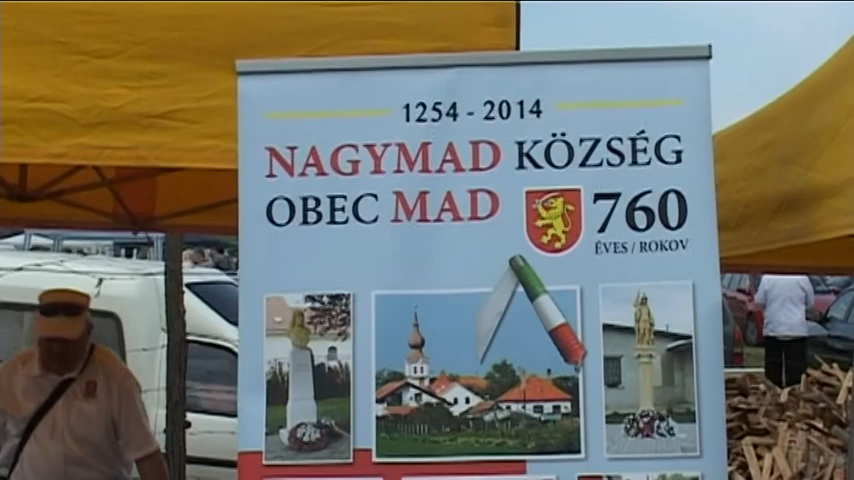 1254 - 2014
NAGYMAD KÖZSÉG
OBEC MAD
760
ÉVES / ROKOV